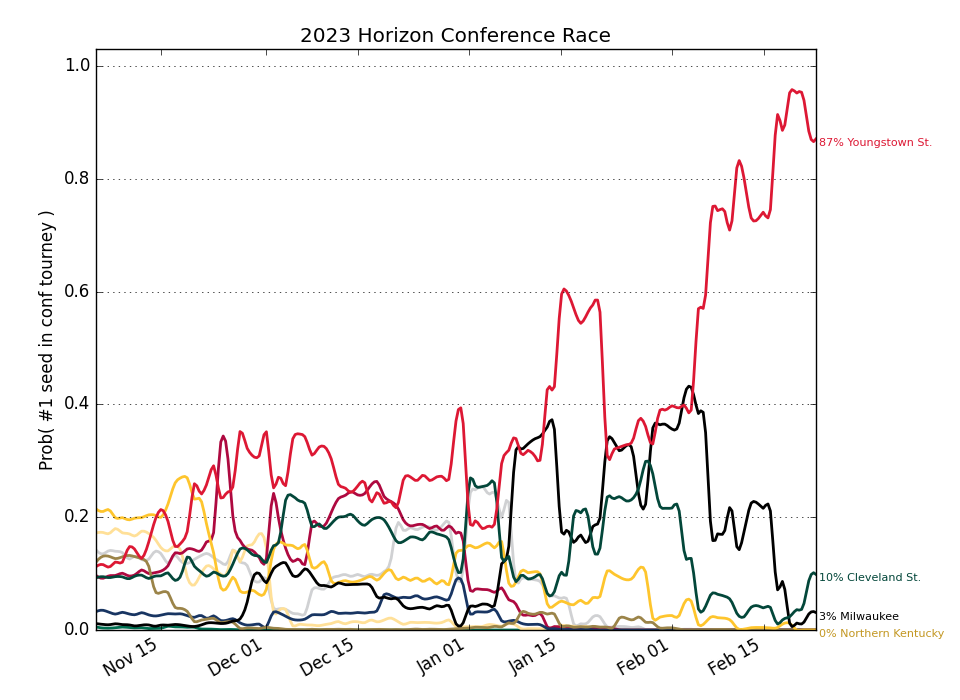 2023 Horizon Conference Race
Prob( #1 seed in conf tourney )
1.0
0.8
0.6
0.4
0.2
0.0
Nov 15
Dec 01
Dec 15
Jan 01
Jan 15
Feb 01
Feb 15
87% Youngstown St.
10% Cleveland St.
3% Milwaukee
0% Northern Kentucky